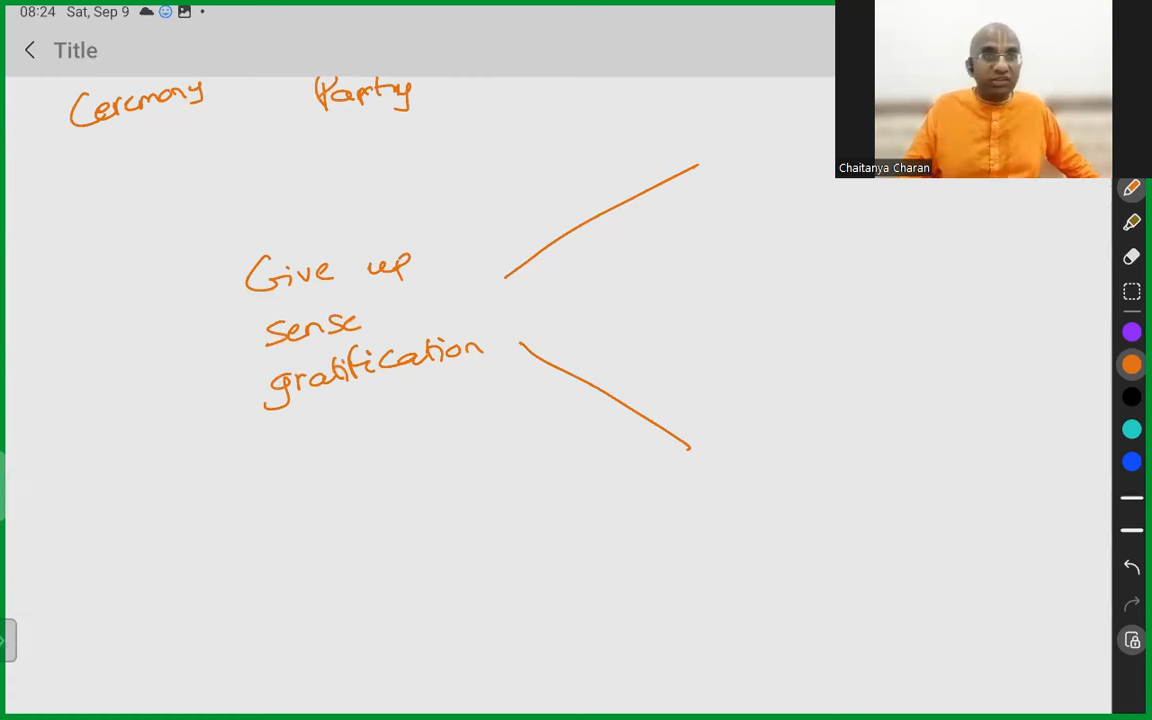 08:24 Sat, Sep 9
Title
Chaitanya Charan
Ceremony Party
Give up
sense
gratification